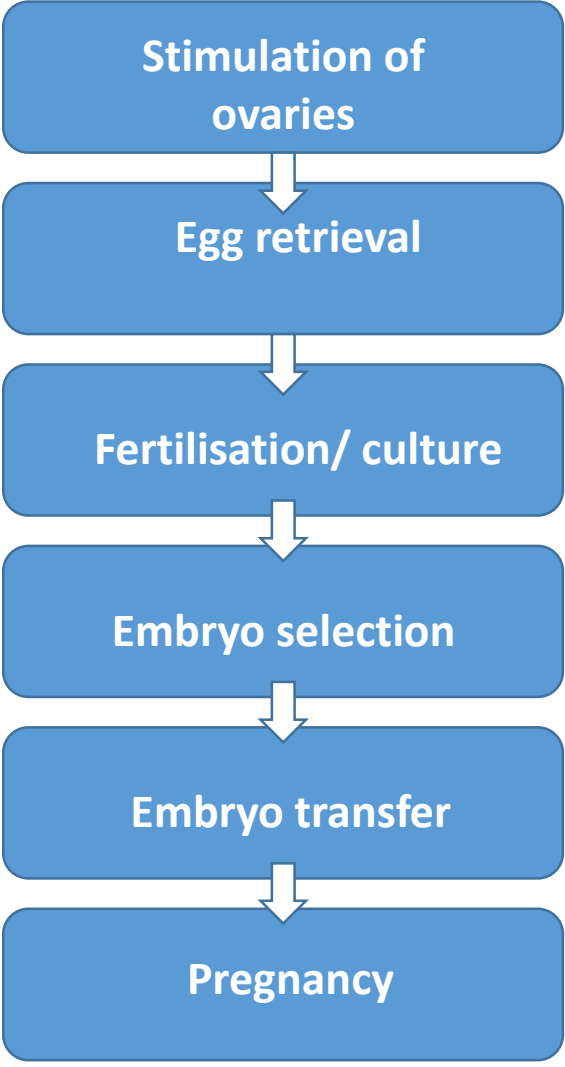 Stimulation of
ovaries
Egg retrieval
Fertilisation/ culture
Embryo selection
Embryo transfer
Pregnancy